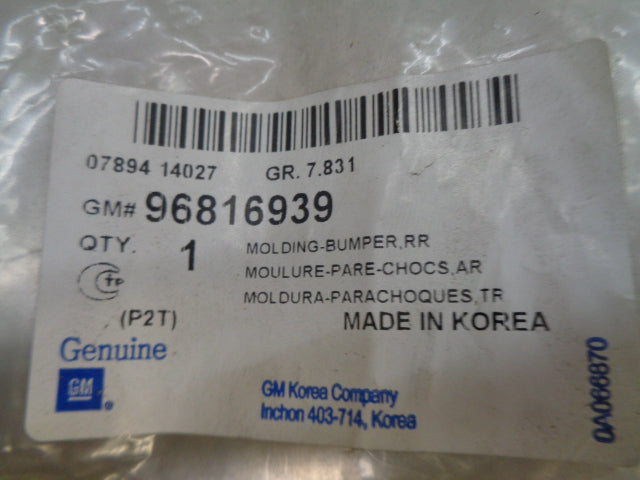 07894 14027 GR. 7.831
GM# 96816939
QTY. 1 MOLDING-BUMPER,RR
MOULURE-PARE-CHOCS,AR
MOLDURA-PARACHOQUES,TR
(P2T) MADE IN KOREA
Genuine
GM ®
GM Korea Company
Inchon 403-714, Korea
0A066870